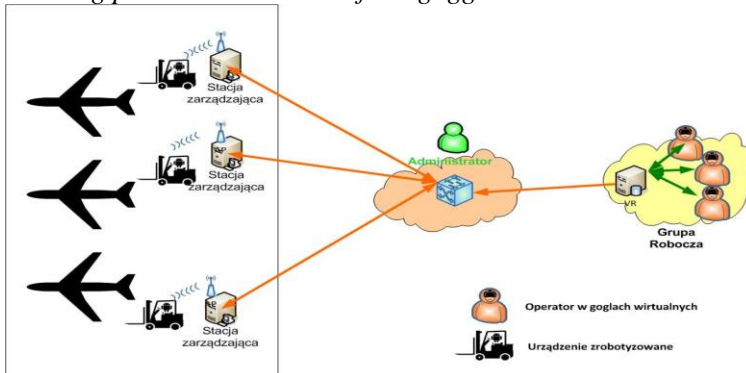 Stacja
zarządzająca
Stacja
zarządzająca
Stacja
zarządzająca
Administrator
VR
Grupa
Robocza
Operator w goglach wirtualnych
Urządzenie zrobotyzowane